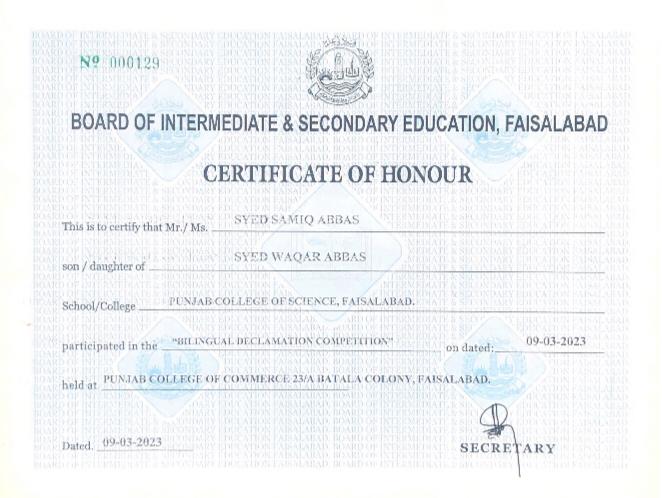 Nº 000129
BOARD OF INTERMEDIATE & SECONDARY EDUCATION, FAISALABAD
CERTIFICATE OF HONOUR
This is to certify that Mr./ Ms. SYED SAMIQ ABBAS
son / daughter of SYED WAQAR ABBAS
School/College PUNJAB COLLEGE OF SCIENCE, FAISALABAD.
participated in the "BILINGUAL DECLAMATION COMPETITION" on dated: 09-03-2023
held at PUNJAB COLLEGE OF COMMERCE 23/A BATALA COLONY, FAISALABAD.
Dated. 09-03-2023
SECRETARY